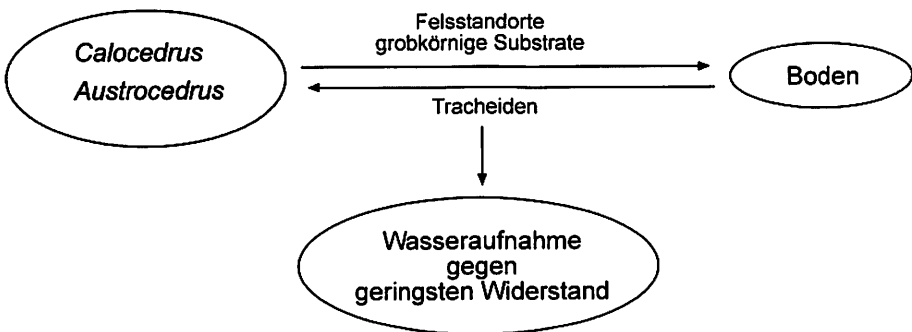 Felsstandorte
grobkörnige Substrate
Calocedrus
Austrocedrus
Boden
Tracheiden
Wasseraufnahme
gegen
geringsten Widerstand